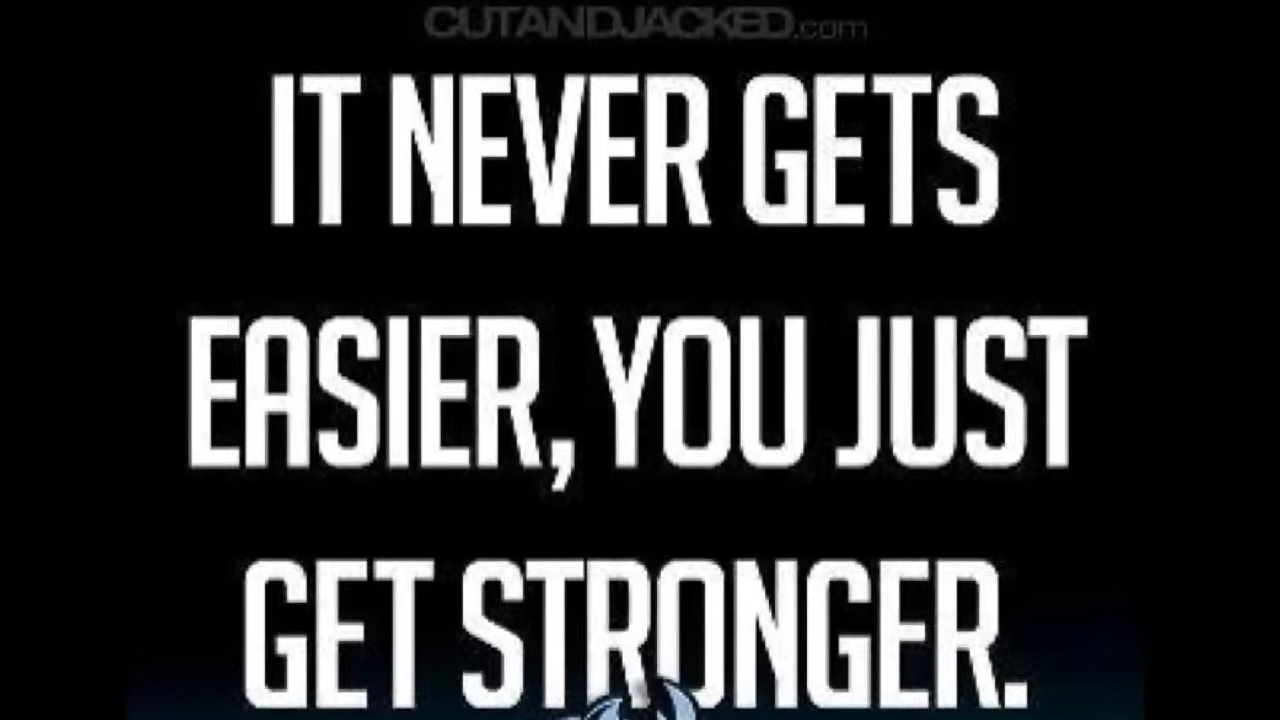 CUTANDJACKED.com
IT NEVER GETS
EASIER, YOU JUST
GET STRONGER.